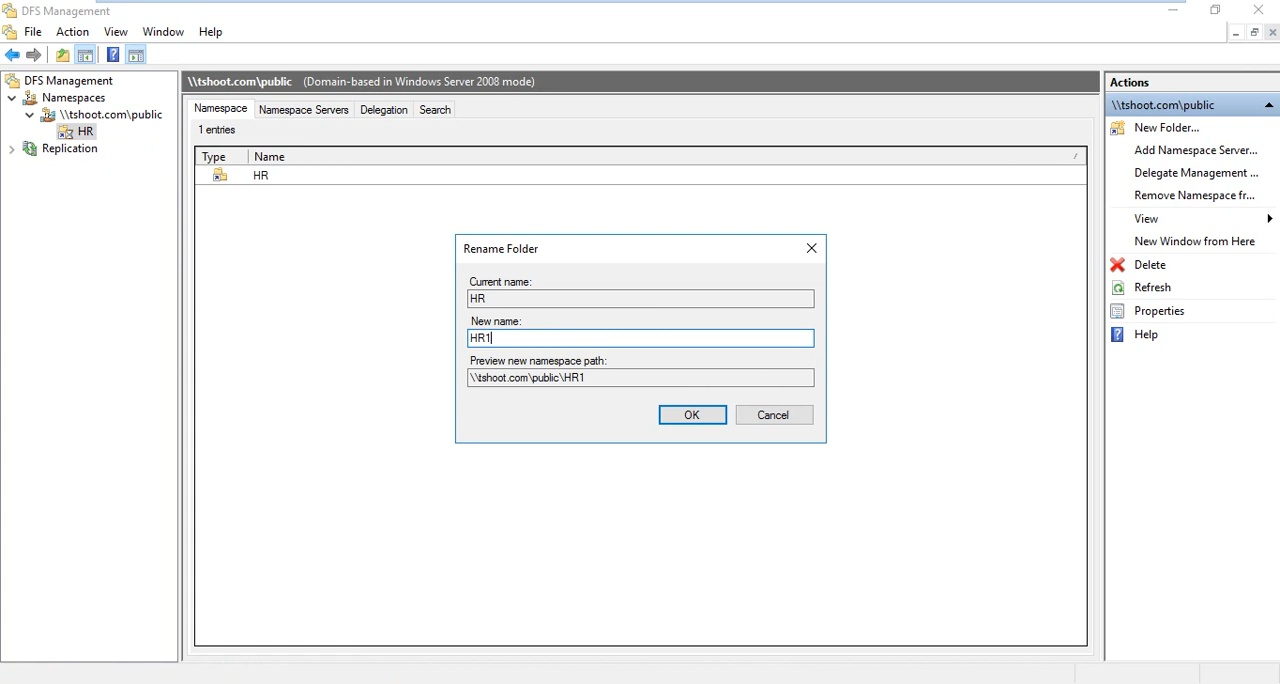 DFS Management
File Action View Window Help
DFS Management
Namespaces
\\tshoot.com\public
HR
Replication
\\tshoot.com\public (Domain-based in Windows Server 2008 mode)
Namespace Namespace Servers Delegation Search
1 entries
Type Name
HR
Rename Folder
Current name:
HR
New name:
HR1
Preview new namespace path:
\\tshoot.com\public\HR1
OK Cancel
Actions
\\tshoot.com\public
New Folder...
Add Namespace Server...
Delegate Management ...
Remove Namespace fr...
View
New Window from Here
Delete
Refresh
Properties
Help